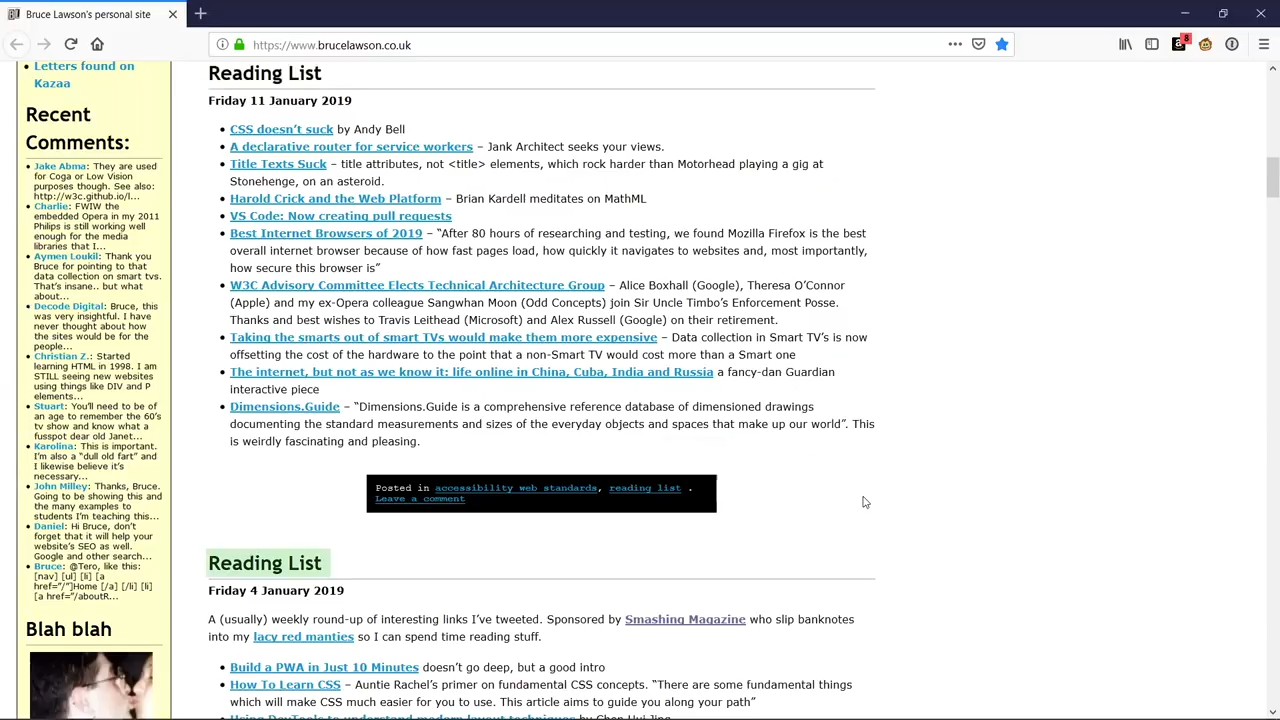 Bruce Lawson's personal site
https://www.brucelawson.co.uk
8
Letters found on
Kazaa
Recent
Comments:
Jake Abma: They are used
for Coga or Low Vision
purposes though. See also:
http://w3c.github.io/l...
Charlie: FWIW the
embedded Opera in my 2011
Philips is still working well
enough for the media
libraries that I...
Aymen Loukil: Thank you
Bruce for pointing to that
data collection on smart tvs.
That's insane.. but what
about...
Decode Digital: Bruce, this
was very insightful. I have
never thought about how
the sites would be for the
people...
Christian Z.: Started
learning HTML in 1998. I am
STILL seeing new websites
using things like DIV and P
elements...
Stuart: You'll need to be of
an age to remember the 60's
tv show and know what a
fusspot dear old Janet...
Karolina: This is important.
I'm also a "dull old fart" and
I likewise believe it's
necessary...
John Milley: Thanks, Bruce.
Going to be showing this and
the many examples to
students I'm teaching this...
Daniel: Hi Bruce, don't
forget that it will help your
website's SEO as well.
Google and other search...
Bruce: @Tero, like this:
[nav] [ul] [li] [a
href="/"]Home [/a] [/li] [li]
[a href="/aboutR...
Blah blah
Reading List
Friday 11 January 2019
CSS doesn't suck by Andy Bell
A declarative router for service workers – Jank Architect seeks your views.
Title Texts Suck – title attributes, not <title> elements, which rock harder than Motorhead playing a gig at
Stonehenge, on an asteroid.
Harold Crick and the Web Platform – Brian Kardell meditates on MathML
VS Code: Now creating pull requests
Best Internet Browsers of 2019 – “After 80 hours of researching and testing, we found Mozilla Firefox is the best
overall internet browser because of how fast pages load, how quickly it navigates to websites and, most importantly,
how secure this browser is”
W3C Advisory Committee Elects Technical Architecture Group – Alice Boxhall (Google), Theresa O’Connor
(Apple) and my ex-Opera colleague Sangwhan Moon (Odd Concepts) join Sir Uncle Timbo’s Enforcement Posse.
Thanks and best wishes to Travis Leithead (Microsoft) and Alex Russell (Google) on their retirement.
Taking the smarts out of smart TVs would make them more expensive – Data collection in Smart TV’s is now
offsetting the cost of the hardware to the point that a non-Smart TV would cost more than a Smart one
The internet, but not as we know it: life online in China, Cuba, India and Russia a fancy-dan Guardian
interactive piece
Dimensions.Guide – “Dimensions.Guide is a comprehensive reference database of dimensioned drawings
documenting the standard measurements and sizes of the everyday objects and spaces that make up our world”. This
is weirdly fascinating and pleasing.
Posted in accessibility web standards, reading list .
Leave a comment
Reading List
Friday 4 January 2019
A (usually) weekly round-up of interesting links I’ve tweeted. Sponsored by Smashing Magazine who slip banknotes
into my lacy red manties so I can spend time reading stuff.
Build a PWA in Just 10 Minutes doesn’t go deep, but a good intro
How To Learn CSS – Auntie Rachel’s primer on fundamental CSS concepts. “There are some fundamental things
which will make CSS much easier for you to use. This article aims to guide you along your path”
Using DevTools to understand modern layout techniques by Chen Hui Jing